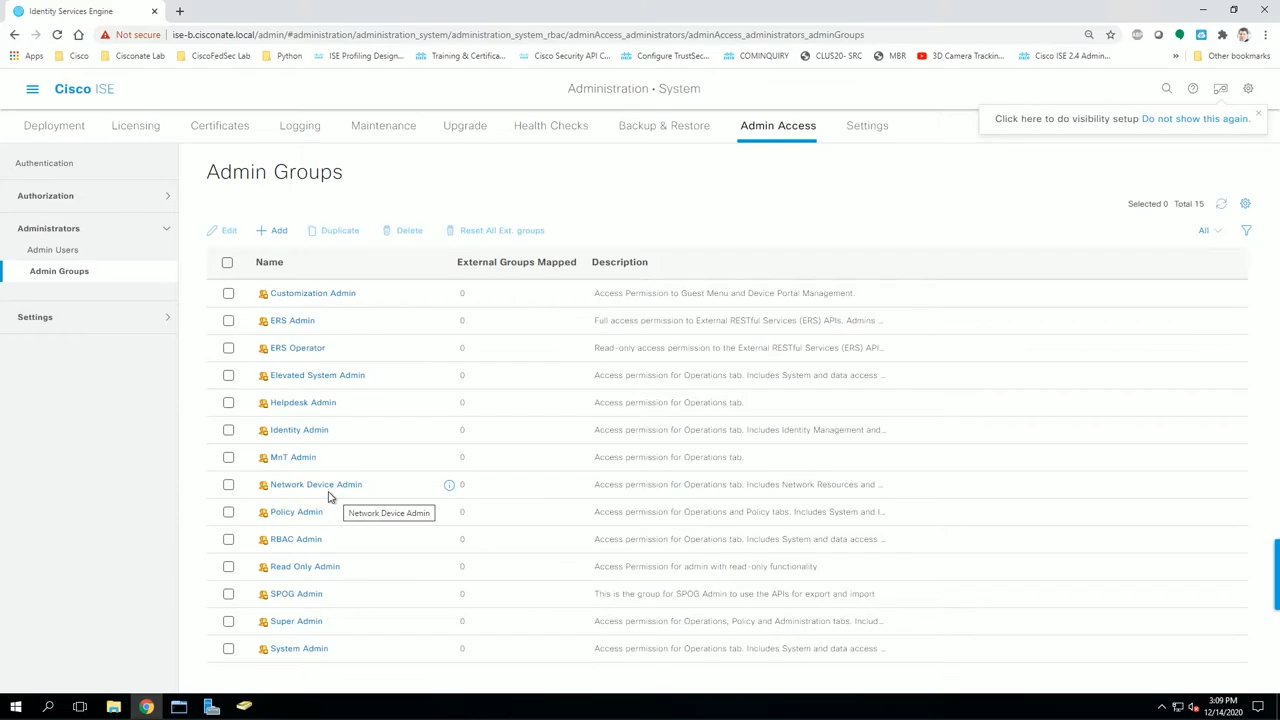 Identity Services Engine
Not secure | ise-b.cisconate.local/admin/#administration/administration_system/administration_system_rbac/adminAccess_administrators/adminAccess_administrators_adminGroups
Apps Cisco Cisconate Lab CiscoFedSec Lab Python ISE Profiling Design... Training & Certifica... Cisco Security API C... Configure TrustSec... COMINQUIRY CLUS20- SRC MBR 3D Camera Trackin... Cisco ISE 2.4 Admin... » Other bookmarks
Cisco ISE Administration · System
Click here to do visibility setup Do not show this again.
Deployment Licensing Certificates Logging Maintenance Upgrade Health Checks Backup & Restore Admin Access Settings
Authentication
Authorization
Administrators
Admin Users
Admin Groups
Settings
Admin Groups
Selected 0 Total 15
Edit Add Duplicate Delete Reset All Ext. groups All
Name External Groups Mapped Description
Customization Admin 0 Access Permission to Guest Menu and Device Portal Management.
ERS Admin 0 Full access permission to External RESTful Services (ERS) APIs. Admins ...
ERS Operator 0 Read-only access permission to the External RESTful Services (ERS) API...
Elevated System Admin 0 Access permission for Operations tab. Includes System and data access ...
Helpdesk Admin 0 Access permission for Operations tab.
Identity Admin 0 Access permission for Operations tab. Includes Identity Management and...
MnT Admin 0 Access permission for Operations tab.
Network Device Admin 0 Access permission for Operations tab. Includes Network Resources and ...
Network Device Admin
Policy Admin 0 Access permission for Operations and Policy tabs. Includes System and I...
RBAC Admin 0 Access permission for Operations tab. Includes System and data access ...
Read Only Admin 0 Access Permission for admin with read-only functionality
SPOG Admin 0 This is the group for SPOG Admin to use the APIs for export and import
Super Admin 0 Access permission for Operations, Policy and Administration tabs. Includ...
System Admin 0 Access permission for Operations tab. Includes System and data access ...
3:09 PM
12/14/2020